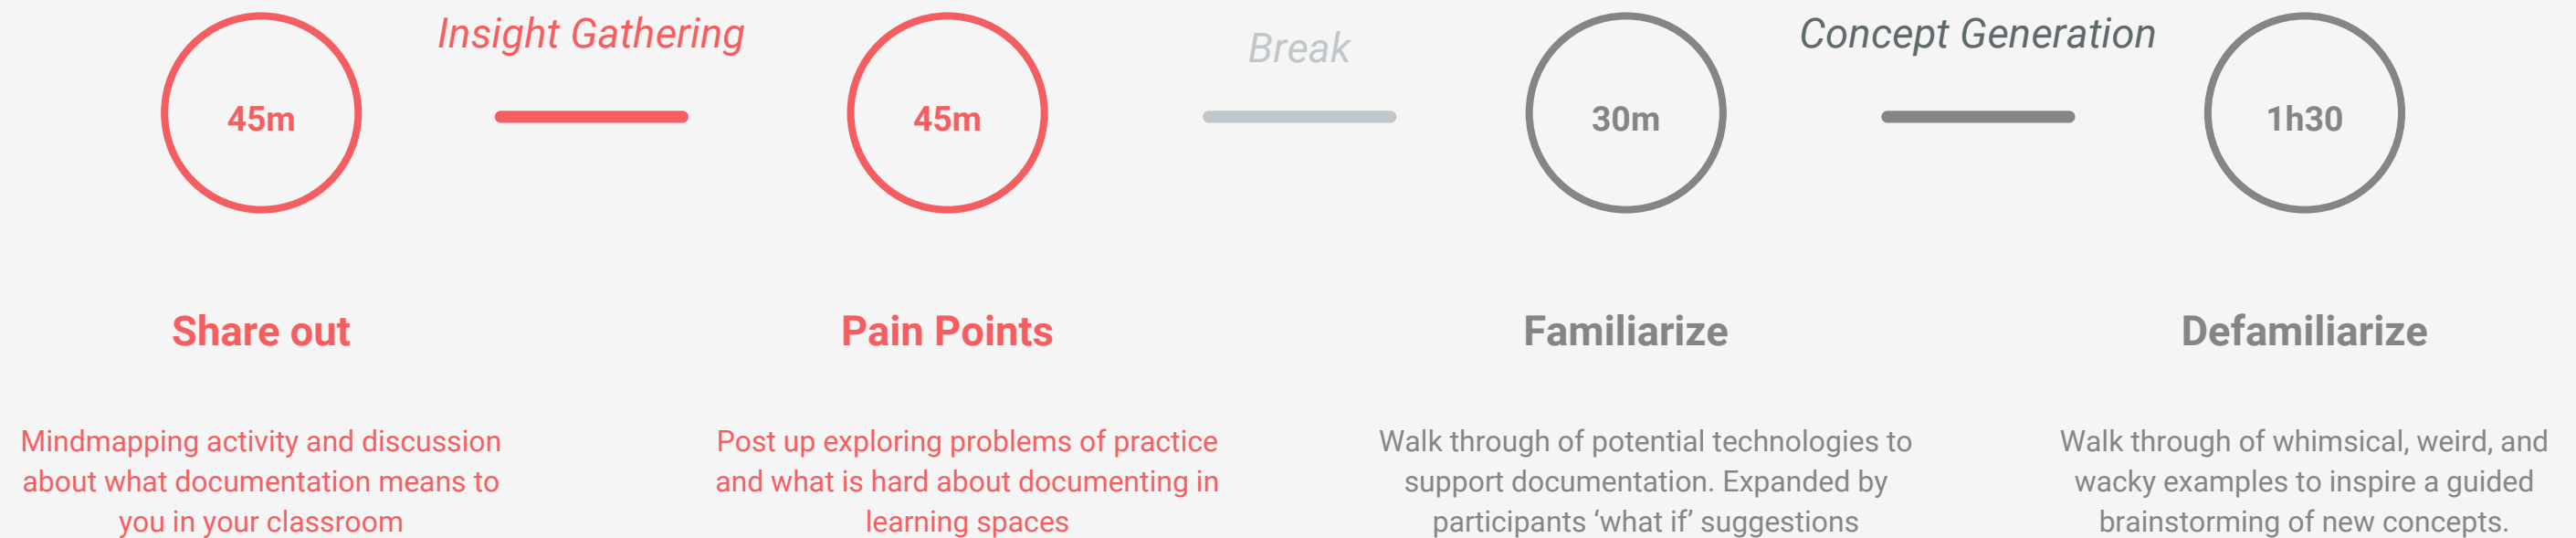 Insight Gathering
Break
Concept Generation
45m
45m
30m
1h30
Share out
Pain Points
Familiarize
Defamiliarize
Mindmapping activity and discussion
about what documentation means to
you in your classroom
Post up exploring problems of practice
and what is hard about documenting in
learning spaces
Walk through of potential technologies to
support documentation. Expanded by
participants ‘what if’ suggestions
Walk through of whimsical, weird, and
wacky examples to inspire a guided
brainstorming of new concepts.